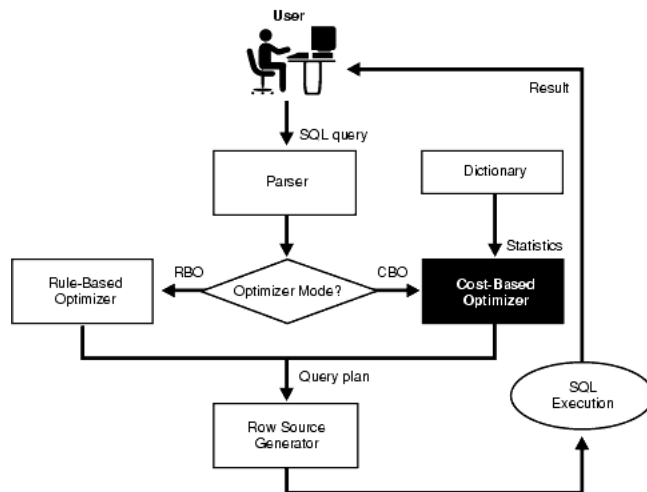 User
Result
SQL query
Parser
Dictionary
Statistics
RBO
CBO
Rule-Based
Optimizer
Optimizer Mode?
Cost-Based
Optimizer
Query plan
SQL
Execution
Row Source
Generator